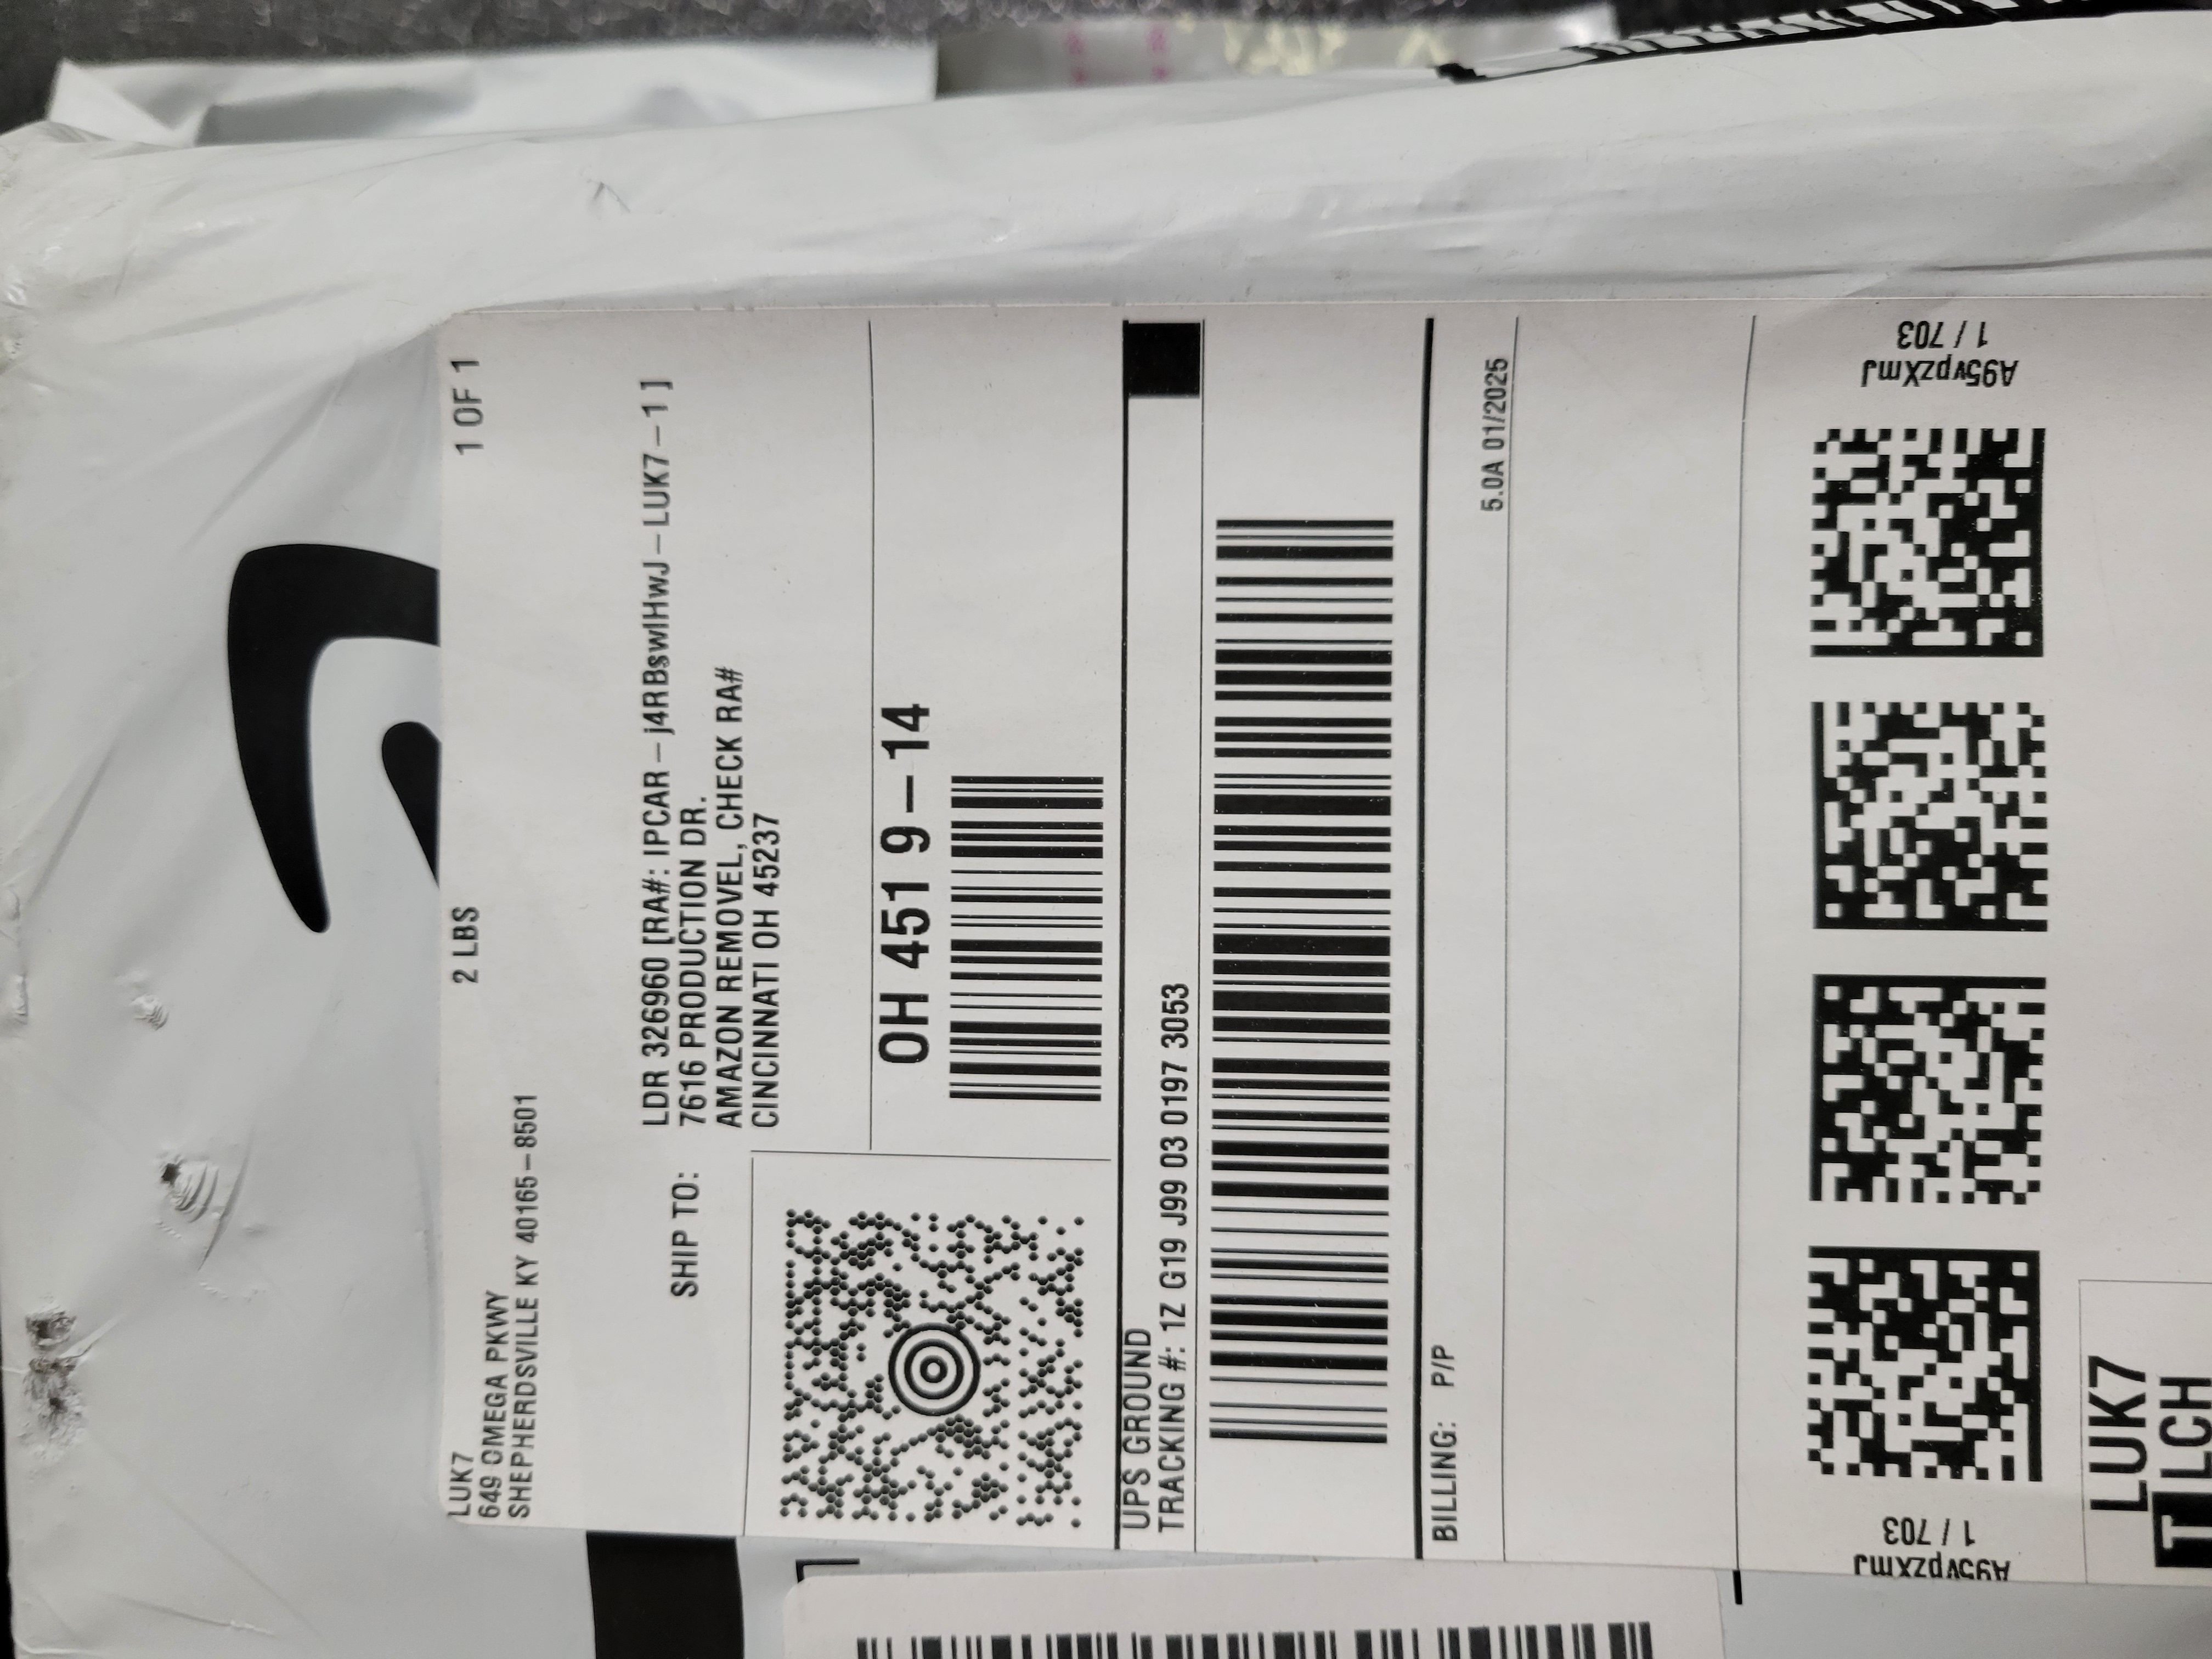 LUK7
649 OMEGA PKWY
SHEPHERDSVILLE KY 40165-8501
2 LBS
1 OF 1
SHIP TO:
LDR 326960 [RA#: IPCAR-j4RBswlHwJ-LUK7-1]
7616 PRODUCTION DR.
AMAZON REMOVEL, CHECK RA#
CINCINNATI OH 45237
OH 451 9-14
UPS GROUND
TRACKING #: 1Z G19 J99 03 0197 3053
BILLING: P/P
5.0A 01/2025
A95vpzXmJ
1 / 703
A95vpzXmJ
1 / 703
LUK7
T LCH